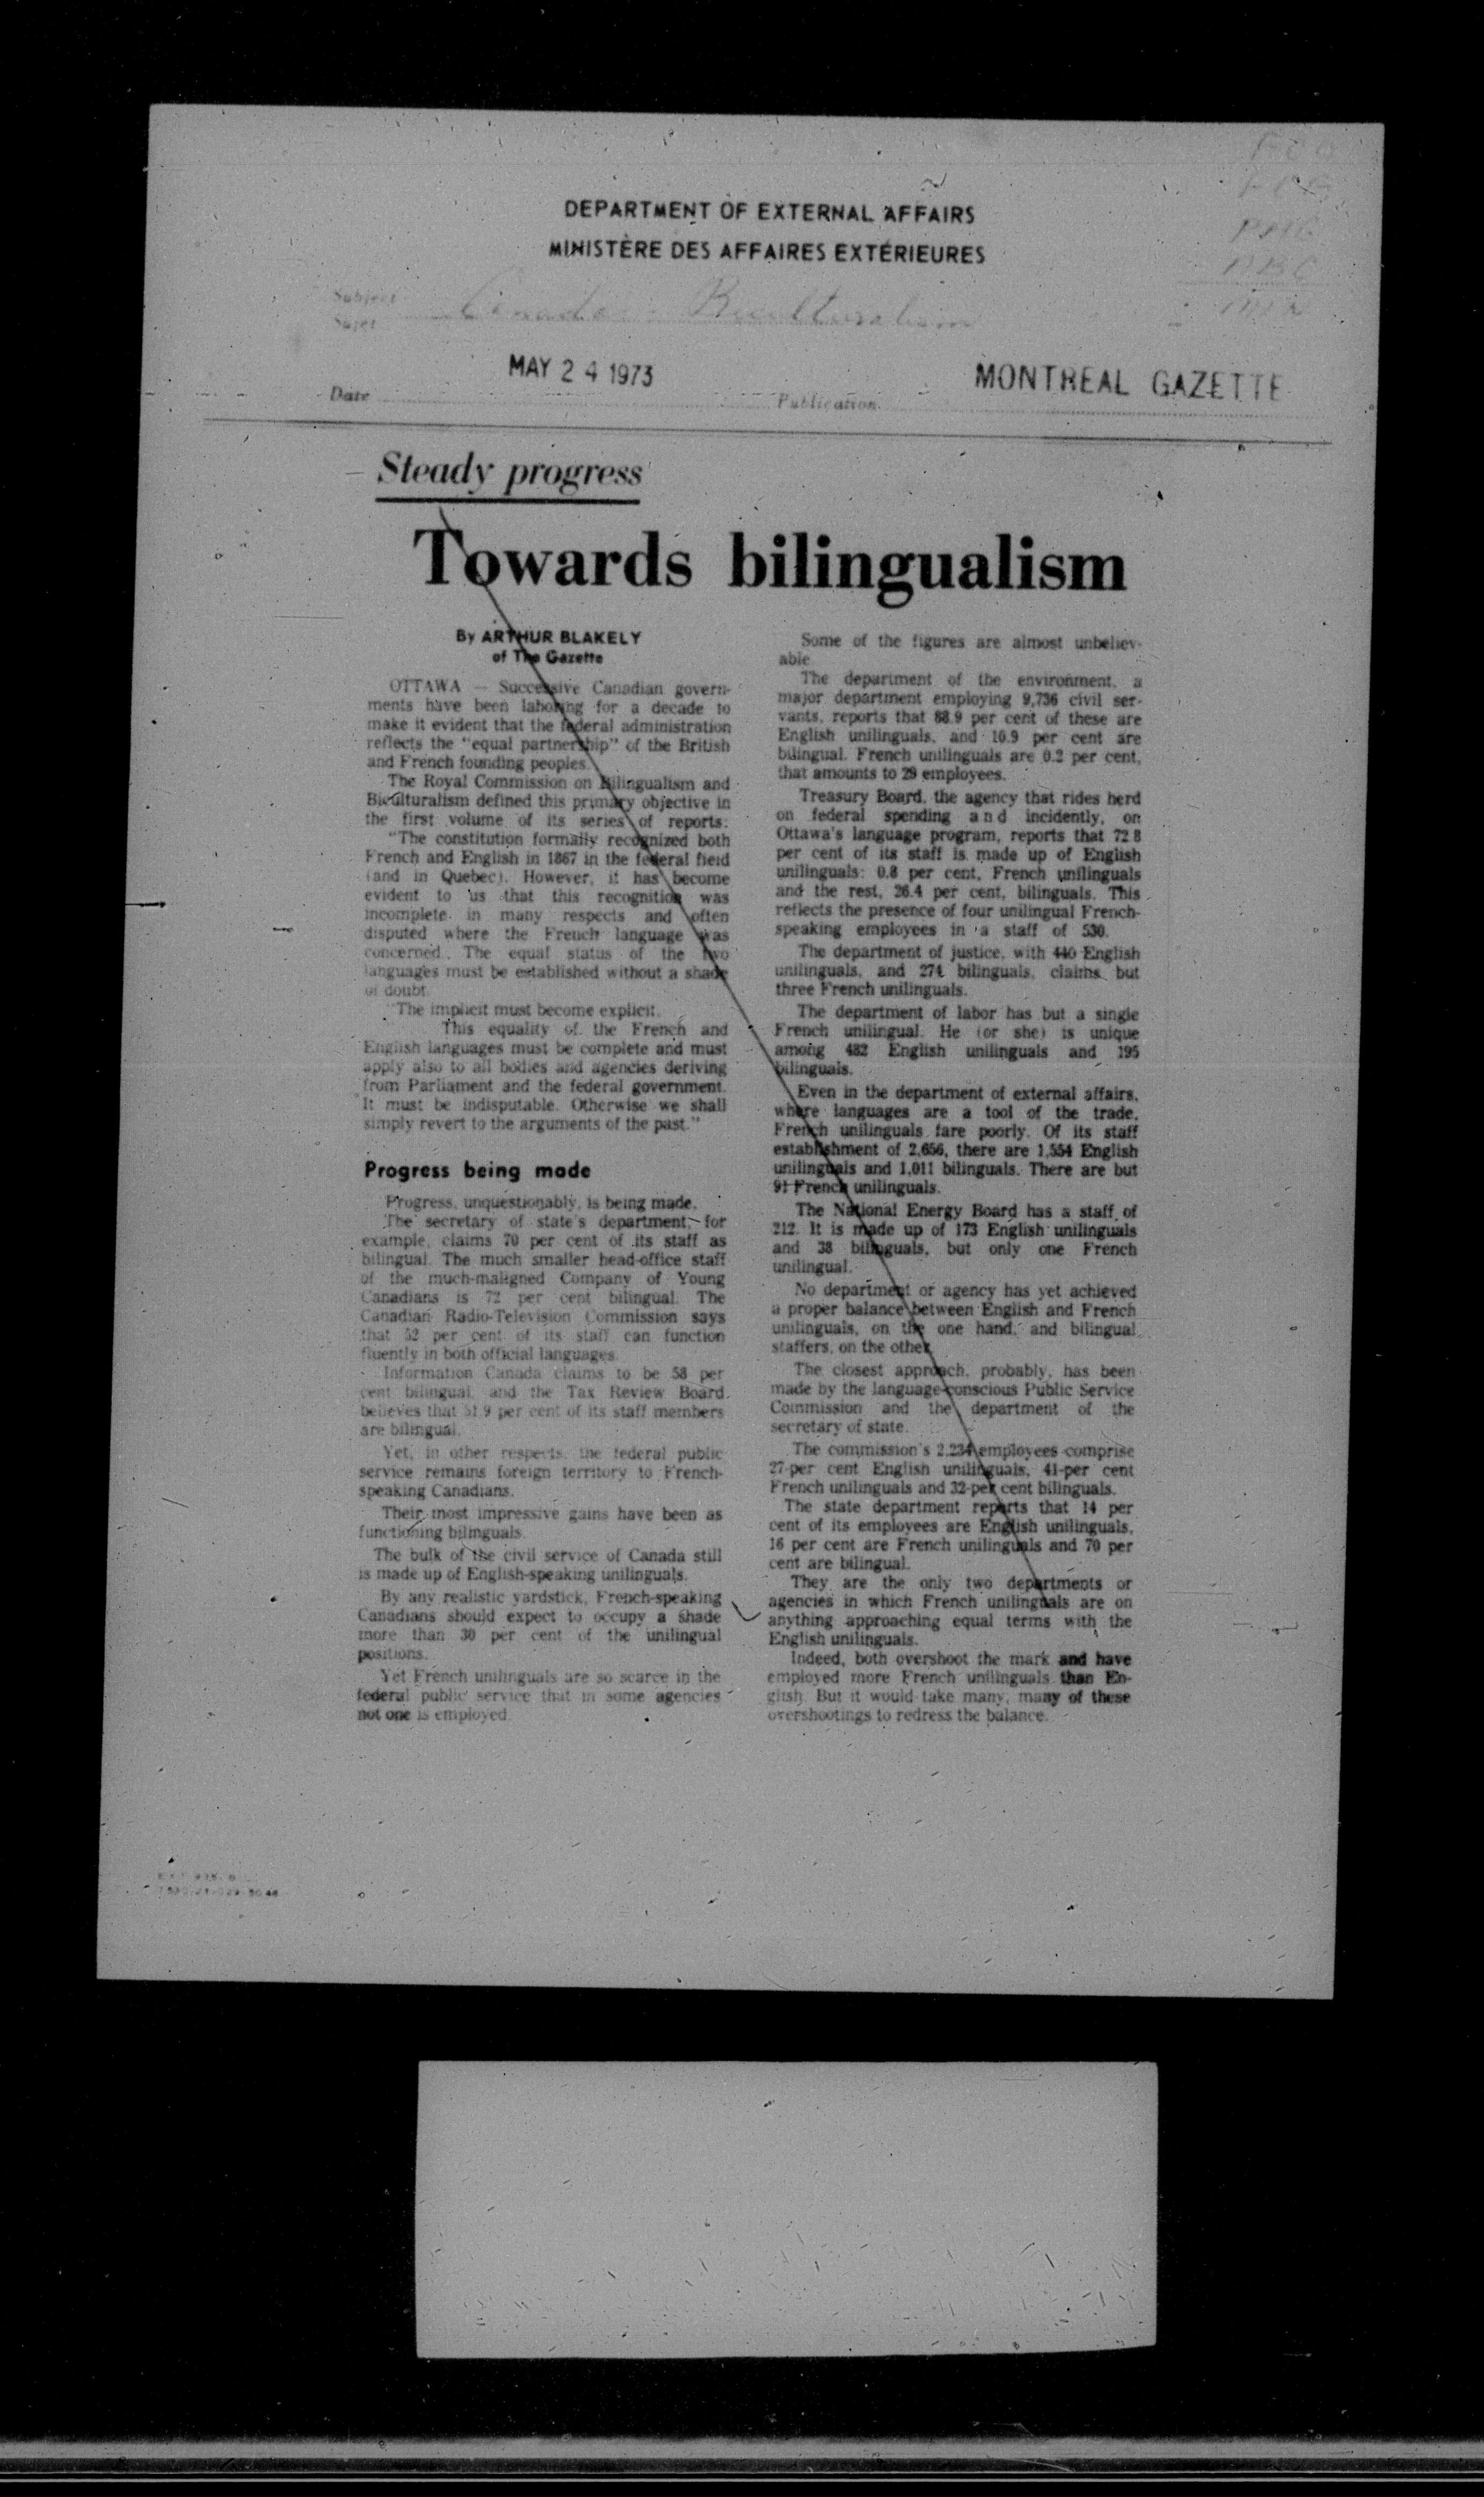 DEPARTMENT OF EXTERNAL AFFAIRS
MINISTÈRE DES AFFAIRES EXTÉRIEURES
Subject
Sujet
Canada - Biculturalism
MAY 24 1973
MONTREAL GAZETTE
Date
Publication
Steady progress
Towards bilingualism
By ARTHUR BLAKELY
of The Gazette
OTTAWA — Successive Canadian govern-
ments have been laboring for a decade to
make it evident that the federal administration
reflects the "equal partnership" of the British
and French founding peoples.
The Royal Commission on Bilingualism and
Biculturalism defined this primary objective in
the first volume of its series of reports:
"The constitution formally recognized both
French and English in 1867 in the federal field
(and in Quebec). However, it has become
evident to us that this recognition was
incomplete in many respects and often
disputed where the French language was
concerned. The equal status of the two
languages must be established without a shade
of doubt.
"The implicit must become explicit.
This equality of the French and
English languages must be complete and must
apply also to all bodies and agencies deriving
from Parliament and the federal government.
It must be indisputable. Otherwise we shall
simply revert to the arguments of the past."
Progress being made
Progress, unquestionably, is being made.
The secretary of state's department, for
example, claims 70 per cent of its staff as
bilingual. The much smaller head-office staff
of the much-maligned Company of Young
Canadians is 72 per cent bilingual. The
Canadian Radio-Television Commission says
that 52 per cent of its staff can function
fluently in both official languages.
Information Canada claims to be 58 per
cent bilingual, and the Tax Review Board
believes that 51.9 per cent of its staff members
are bilingual.
Yet, in other respects, the federal public
service remains foreign territory to French-
speaking Canadians.
Their most impressive gains have been as
functioning bilinguals.
The bulk of the civil service of Canada still
is made up of English-speaking unilinguals.
By any realistic yardstick, French-speaking
Canadians should expect to occupy a shade
more than 30 per cent of the unilingual
positions.
Yet French unilinguals are so scarce in the
federal public service that in some agencies
not one is employed.
Some of the figures are almost unbeliev-
able.
The department of the environment, a
major department employing 9,736 civil ser-
vants, reports that 88.9 per cent of these are
English unilinguals, and 10.9 per cent are
bilingual. French unilinguals are 0.2 per cent,
that amounts to 29 employees.
Treasury Board, the agency that rides herd
on federal spending and incidently, on
Ottawa's language program, reports that 72.8
per cent of its staff is made up of English
unilinguals: 0.8 per cent, French unilinguals
and the rest, 26.4 per cent, bilinguals. This
reflects the presence of four unilingual French-
speaking employees in a staff of 530.
The department of justice, with 440 English
unilinguals, and 274 bilinguals, claims but
three French unilinguals.
The department of labor has but a single
French unilingual. He (or she) is unique
among 482 English unilinguals and 195
bilinguals.
Even in the department of external affairs,
where languages are a tool of the trade,
French unilinguals fare poorly. Of its staff
establishment of 2,656, there are 1,554 English
unilinguals and 1,011 bilinguals. There are but
91 French unilinguals.
The National Energy Board has a staff of
212. It is made up of 173 English unilinguals
and 38 bilinguals, but only one French
unilingual.
No department or agency has yet achieved
a proper balance between English and French
unilinguals, on the one hand, and bilingual
staffers, on the other.
The closest approach, probably, has been
made by the language-conscious Public Service
Commission and the department of the
secretary of state.
The commission's 2,234 employees comprise
27-per cent English unilinguals, 41-per cent
French unilinguals and 32-per cent bilinguals.
The state department reports that 14 per
cent of its employees are English unilinguals,
16 per cent are French unilinguals and 70 per
cent are bilingual.
They are the only two departments or
agencies in which French unilinguals are on
anything approaching equal terms with the
English unilinguals.
Indeed, both overshoot the mark and have
employed more French unilinguals than En-
glish. But it would take many, many of these
overshootings to redress the balance.